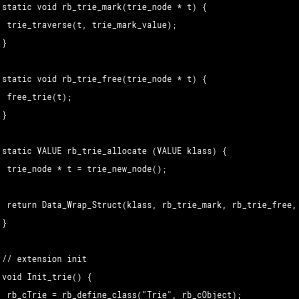 static void rb_trie_mark(trie_node * t) {
trie_traverse(t, trie_mark_value);
}
static void rb_trie_free(trie_node * t) {
free_trie(t);
}
static VALUE rb_trie_allocate (VALUE klass) {
trie_node * t = trie_new_node();
return Data_Wrap_Struct(klass, rb_trie_mark, rb_trie_free,
}
// extension init
void Init_trie() {
rb_cTrie = rb_define_class("Trie", rb_cObject);